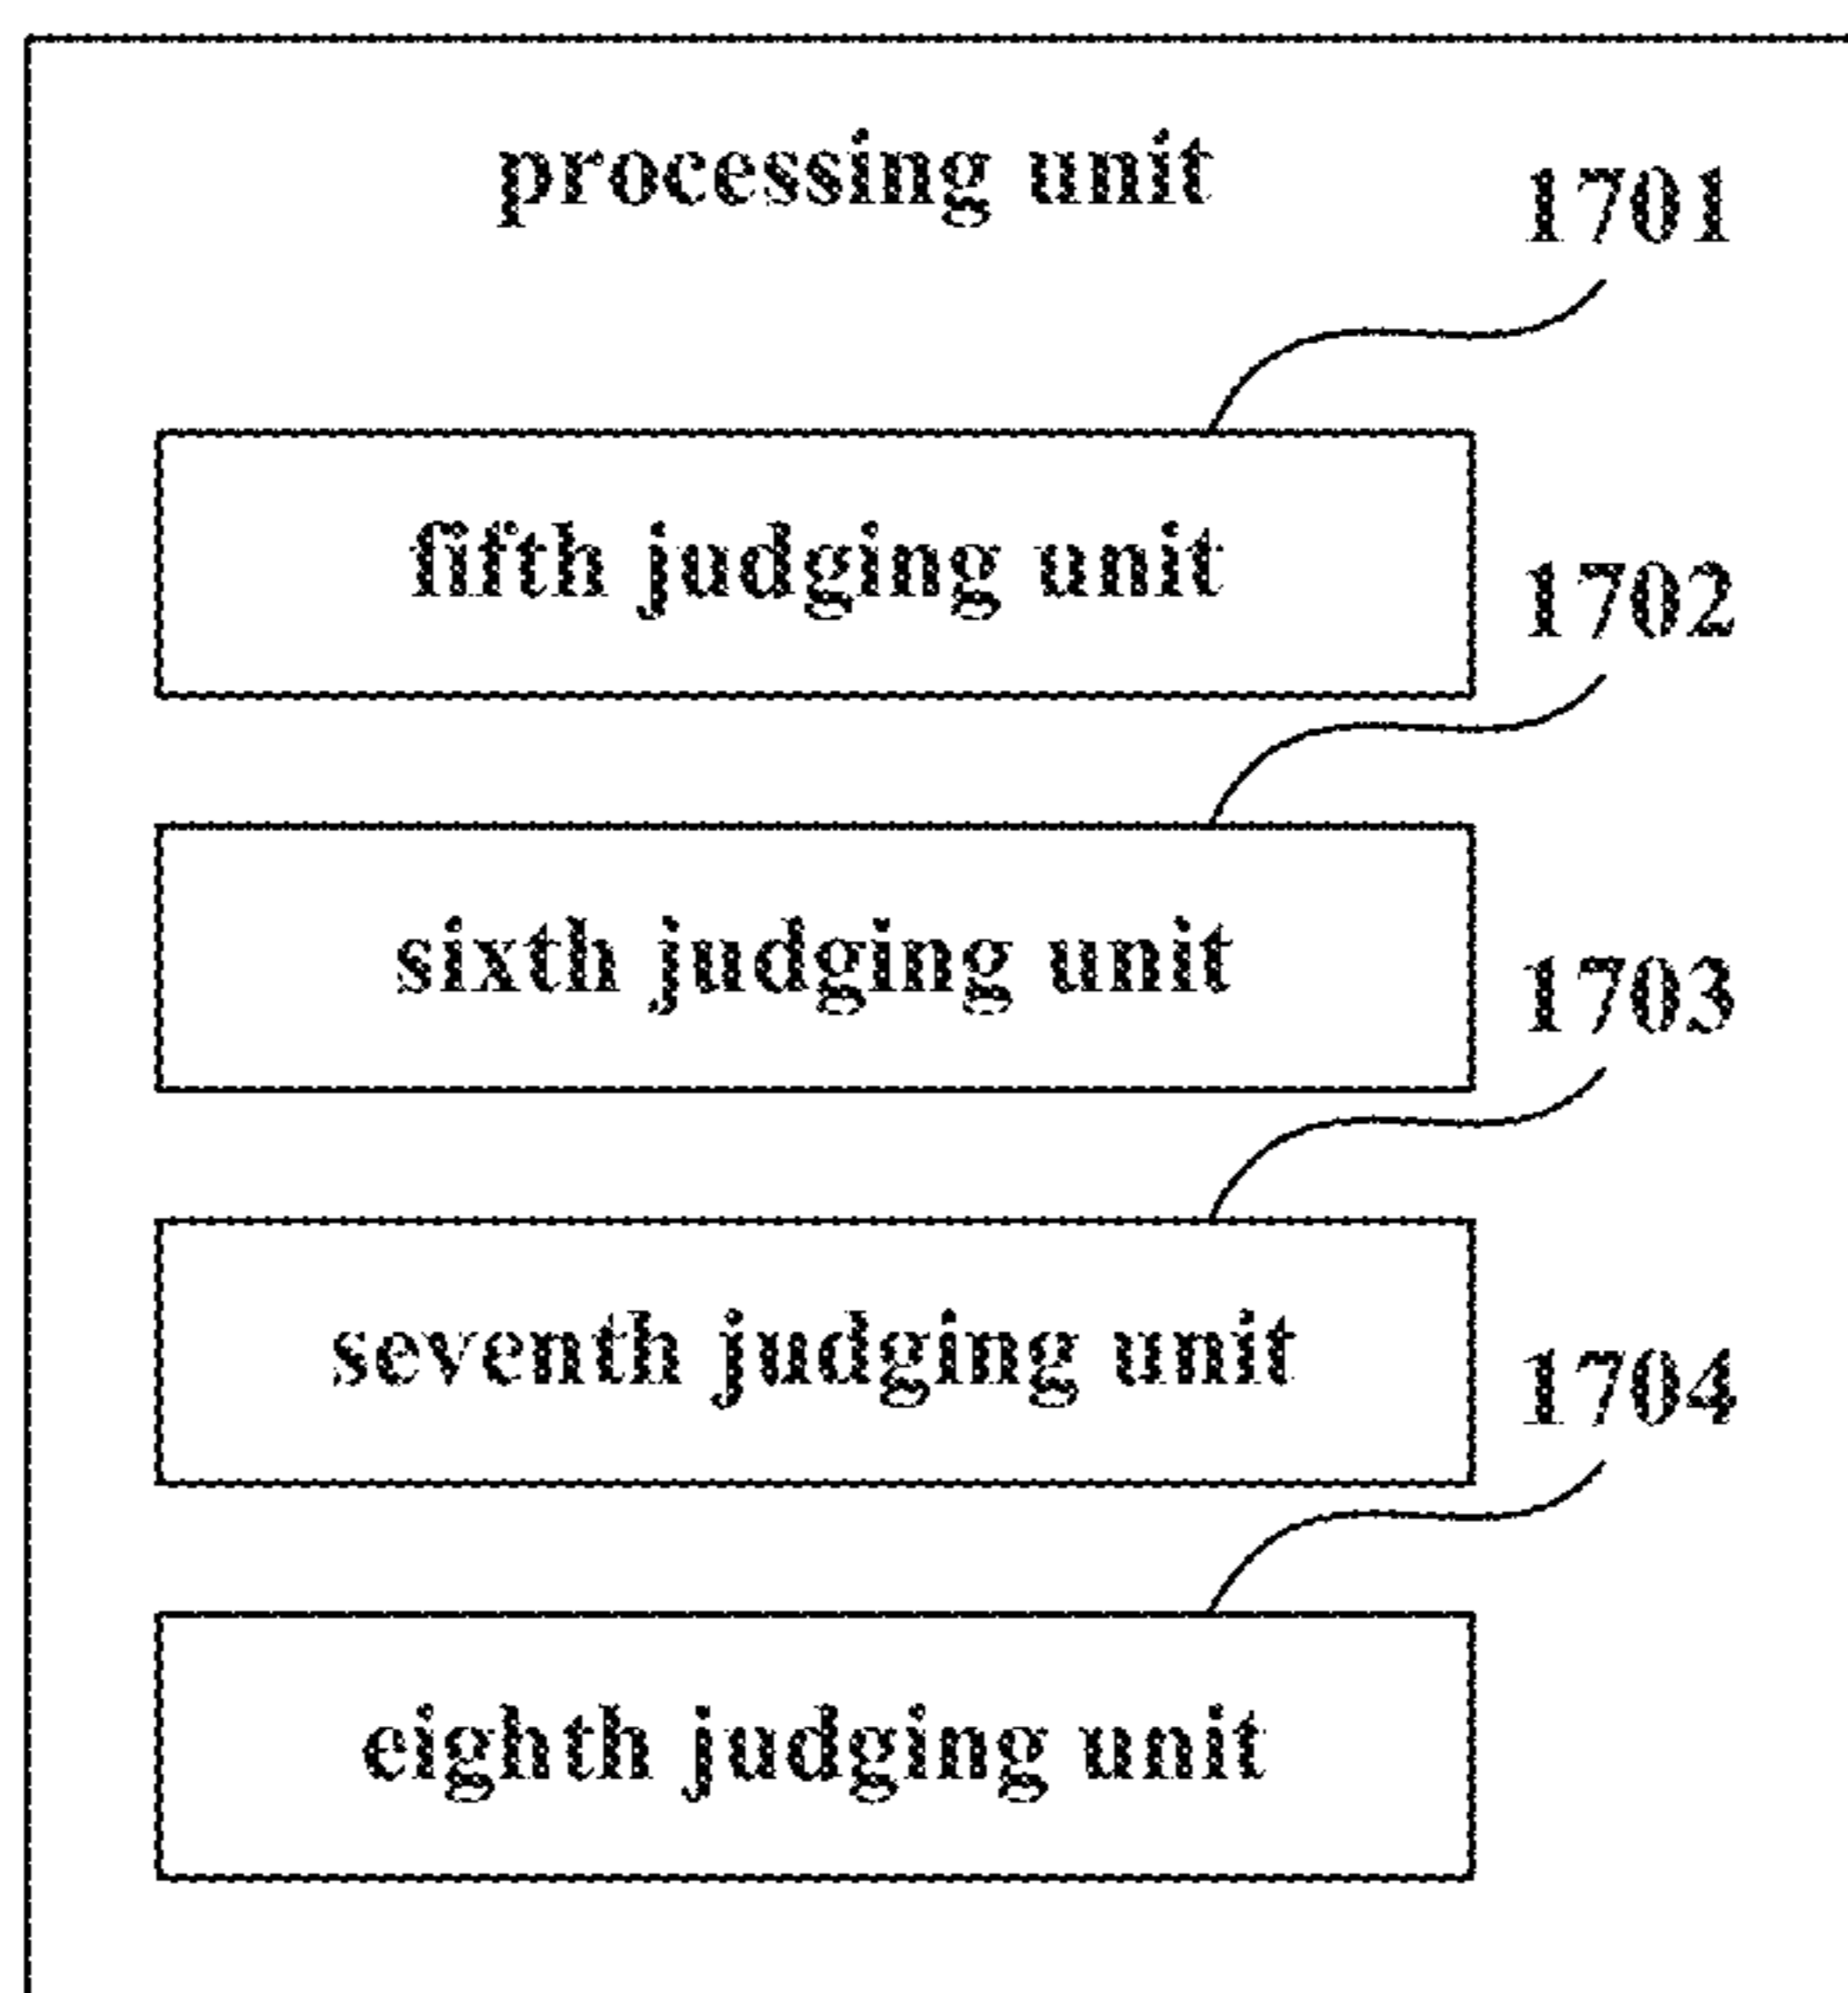 processing unit
1701
fifth judging unit
1702
sixth judging unit
1703
seventh judging unit
1704
eighth judging unit